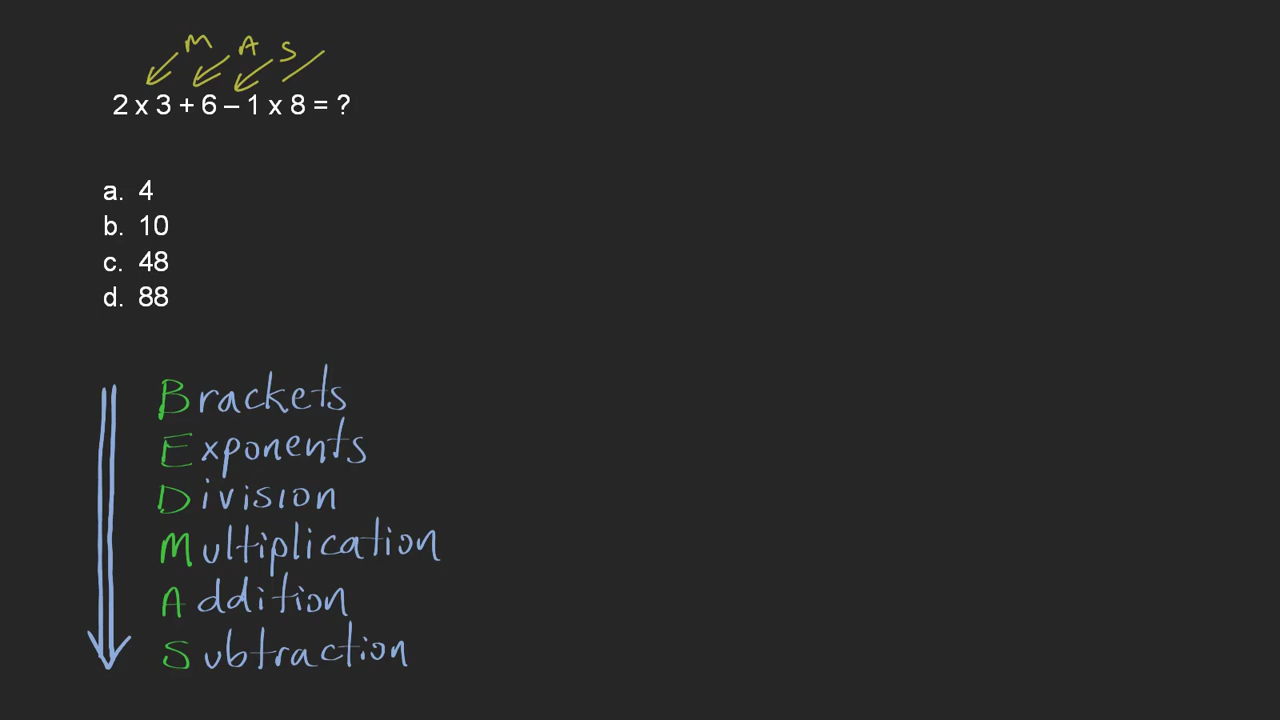 M A S
2 x 3 + 6 – 1 x 8 = ?
a. 4
b. 10
c. 48
d. 88
Brackets
Exponents
Division
Multiplication
Addition
Subtraction